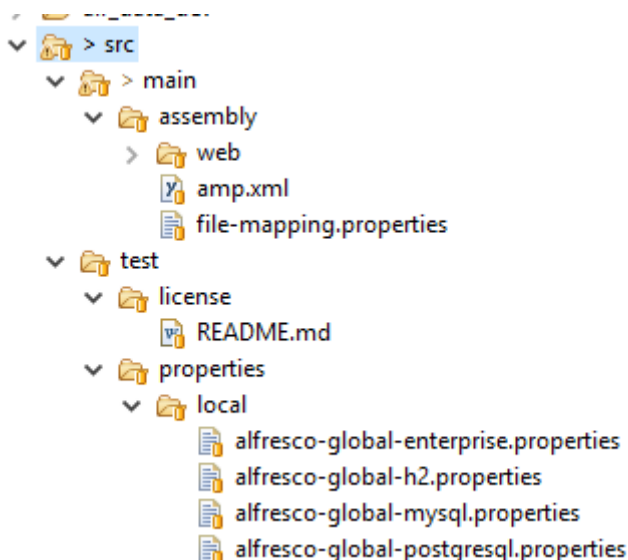 > src
> main
assembly
web
amp.xml
file-mapping.properties
test
license
README.md
properties
local
alfresco-global-enterprise.properties
alfresco-global-h2.properties
alfresco-global-mysql.properties
alfresco-global-postgresql.properties